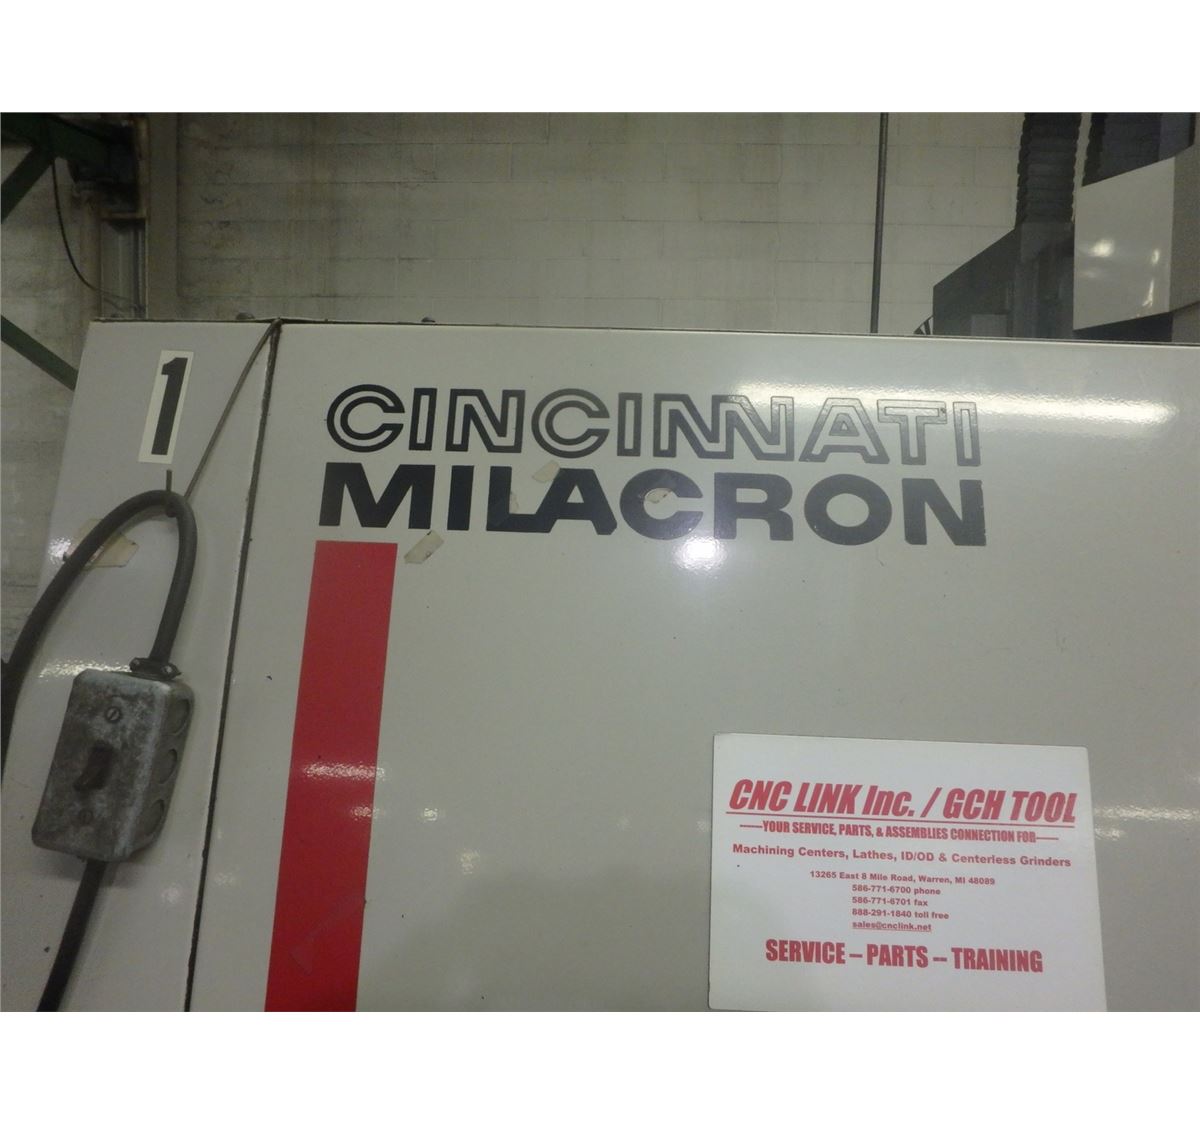 1
CINCINNATI
MILACRON
CNC LINK Inc. / GCH TOOL
-----YOUR SERVICE, PARTS, & ASSEMBLIES CONNECTION FOR-----
Machining Centers, Lathes, ID/OD & Centerless Grinders
13265 East 8 Mile Road, Warren, MI 48089
586-771-6700 phone
586-771-6701 fax
888-291-1840 toll free
sales@cnclink.net
SERVICE – PARTS -- TRAINING